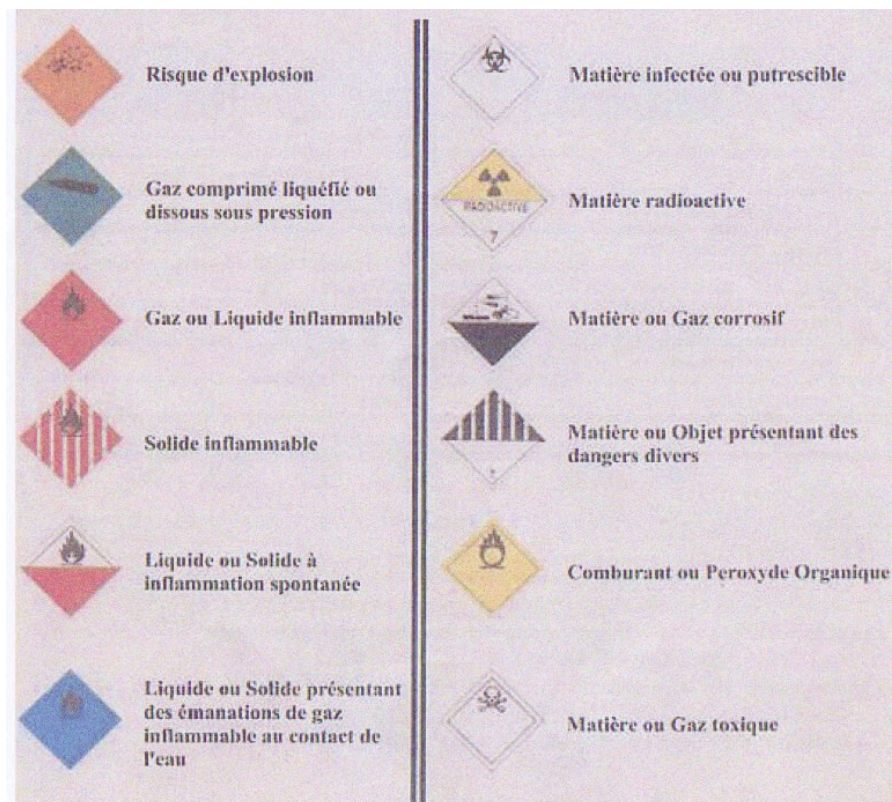 Risque d'explosion
Gaz comprimé liquéfié ou
dissous sous pression
Gaz ou Liquide inflammable
Solide inflammable
Liquide ou Solide à
inflammation spontanée
Liquide ou Solide présentant
des émanations de gaz
inflammable au contact de
l'eau
Matière infectée ou putrescible
RADIOACTIVE
7
Matière radioactive
Matière ou Gaz corrosif
Matière ou Objet présentant des
dangers divers
Comburant ou Peroxyde Organique
Matière ou Gaz toxique